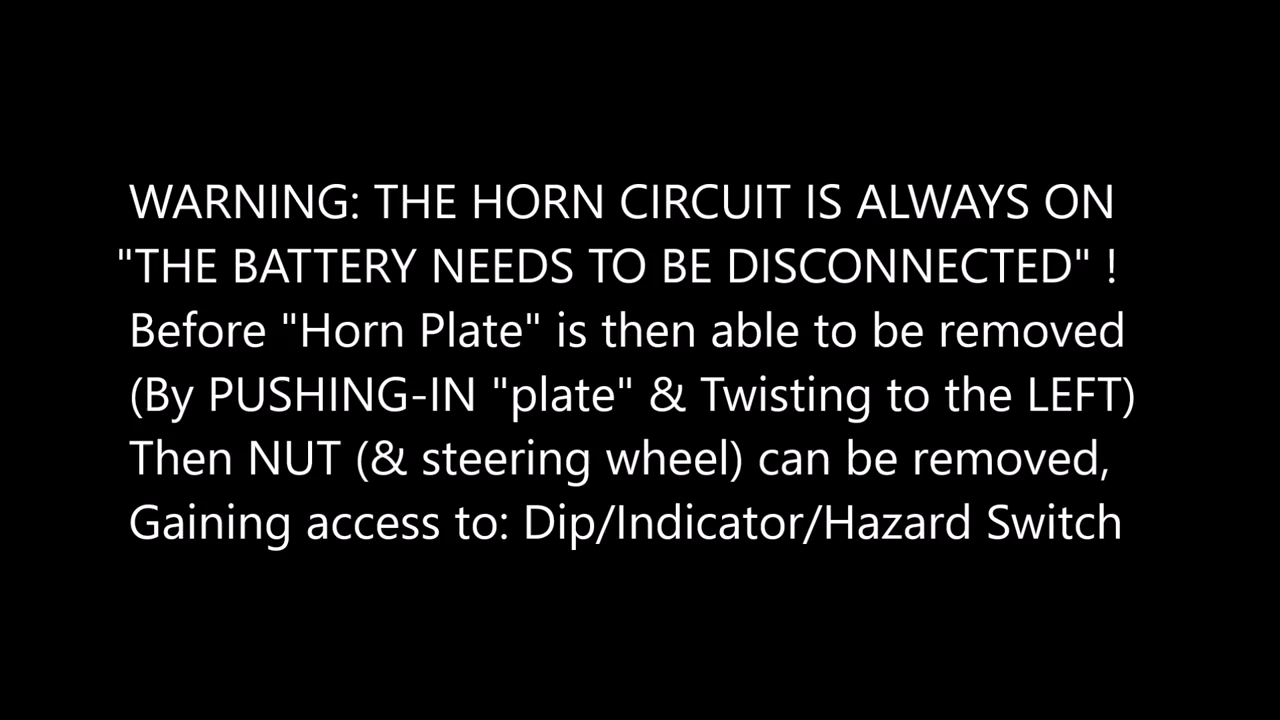 WARNING: THE HORN CIRCUIT IS ALWAYS ON
"THE BATTERY NEEDS TO BE DISCONNECTED" !
Before "Horn Plate" is then able to be removed
(By PUSHING-IN "plate" & Twisting to the LEFT)
Then NUT (& steering wheel) can be removed,
Gaining access to: Dip/Indicator/Hazard Switch